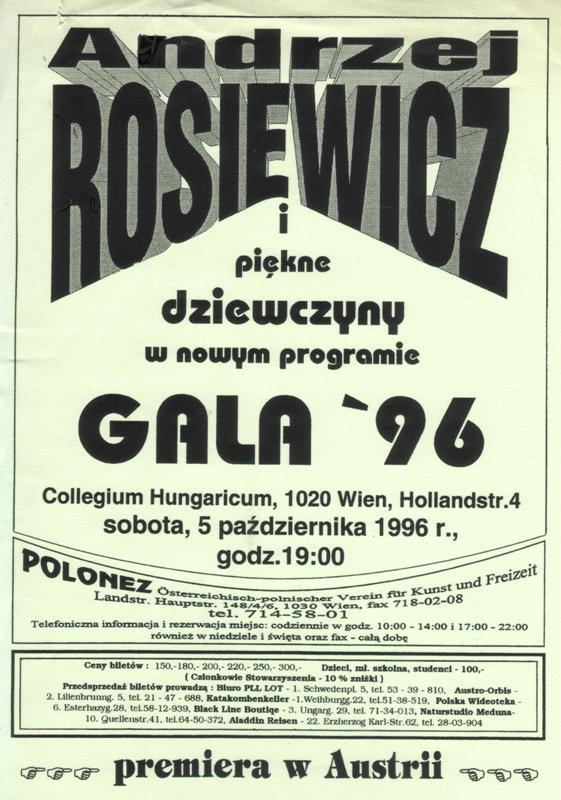 Andrzej
ROSIEWICZ
i
piękne
dziewczyny
w nowym programie
GALA `96
Collegium Hungaricum, 1020 Wien, Hollandstr.4
sobota, 5 października 1996 r.,
godz.19:00
POLONEZ Österreichisch-polnischer Verein für Kunst und Freizeit
Landstr. Hauptstr. 148/4/6, 1030 Wien, fax 718-02-08
tel. 714-58-01
Telefoniczna informacja i rezerwacja miejsc: codziennie w godz. 10:00 - 14:00 i 17:00 - 22:00
również w niedziele i święta oraz fax - całą dobę
Ceny biletów : 150,-180,- 200,- 220,- 250,- 300,- Dzieci, mł. szkolna, studenci - 100,-
( Członkowie Stowarzyszenia - 10 % zniżki )
Przedsprzedaż biletów prowadzą : Biuro PLL LOT - 1. Schwedenpl. 5, tel. 53 - 39 - 810, Austro-Orbis -
2. Lilienbrunng. 5, tel. 21 - 47 - 688, Katakombenkeller -1.Weihburgg.22, tel.51-38-519, Polska Wideoteka -
6. Esterhazyg.28, tel.58-12-939, Black Line Boutiqe - 3. Ungarg. 29, tel. 71-34-013, Naturstudio Meduna-
10. Quellenstr.41, tel.64-50-372, Aladdin Reisen - 22. Erzherzog Karl-Str.62, tel. 28-03-904
premiera w Austrii